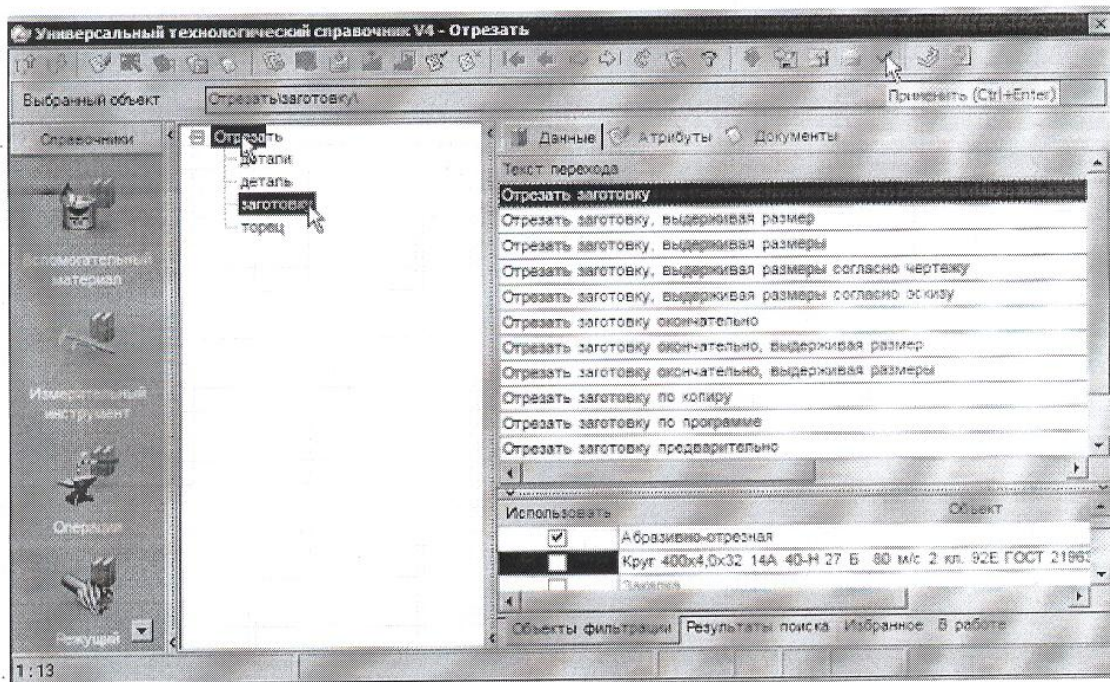 Универсальный технологический справочник V4 - Отрезать
Выбранный объект
Отрезать\заготовку\
Применить (Ctrl+Enter)
Справочники
Вспомогательный
материал
Измерительный
инструмент
Операция
Режущий
Отрезать
детали
деталь
заготовку
торец
Данные
Атрибуты
Документы
Текст перехода
Отрезать заготовку
Отрезать заготовку, выдерживая размер
Отрезать заготовку, выдерживая размеры
Отрезать заготовку, выдерживая размеры согласно чертежу
Отрезать заготовку, выдерживая размеры согласно эскизу
Отрезать заготовку окончательно
Отрезать заготовку окончательно, выдерживая размер
Отрезать заготовку окончательно, выдерживая размеры
Отрезать заготовку по копиру
Отрезать заготовку по программе
Отрезать заготовку предварительно
Использовать
Объект
Абразивно-отрезная
Круг 400x4,0x32 14А 40-Н 27 Б 80 м/с 2 кл. 92Е ГОСТ 21963
Закалка
Объекты фильтрации
Результаты поиска
Избранное
В работе
1:13